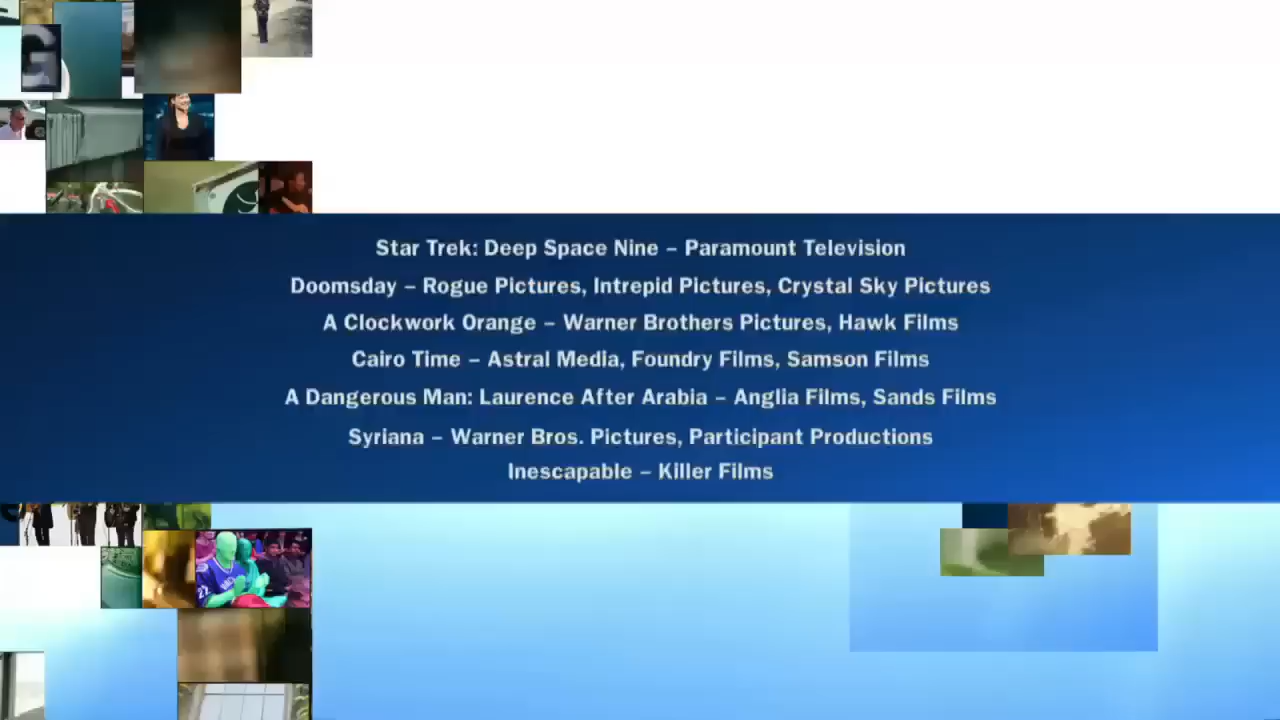 G
Star Trek: Deep Space Nine – Paramount Television
Doomsday – Rogue Pictures, Intrepid Pictures, Crystal Sky Pictures
A Clockwork Orange – Warner Brothers Pictures, Hawk Films
Cairo Time – Astral Media, Foundry Films, Samson Films
A Dangerous Man: Laurence After Arabia – Anglia Films, Sands Films
Syriana – Warner Bros. Pictures, Participant Productions
Inescapable – Killer Films